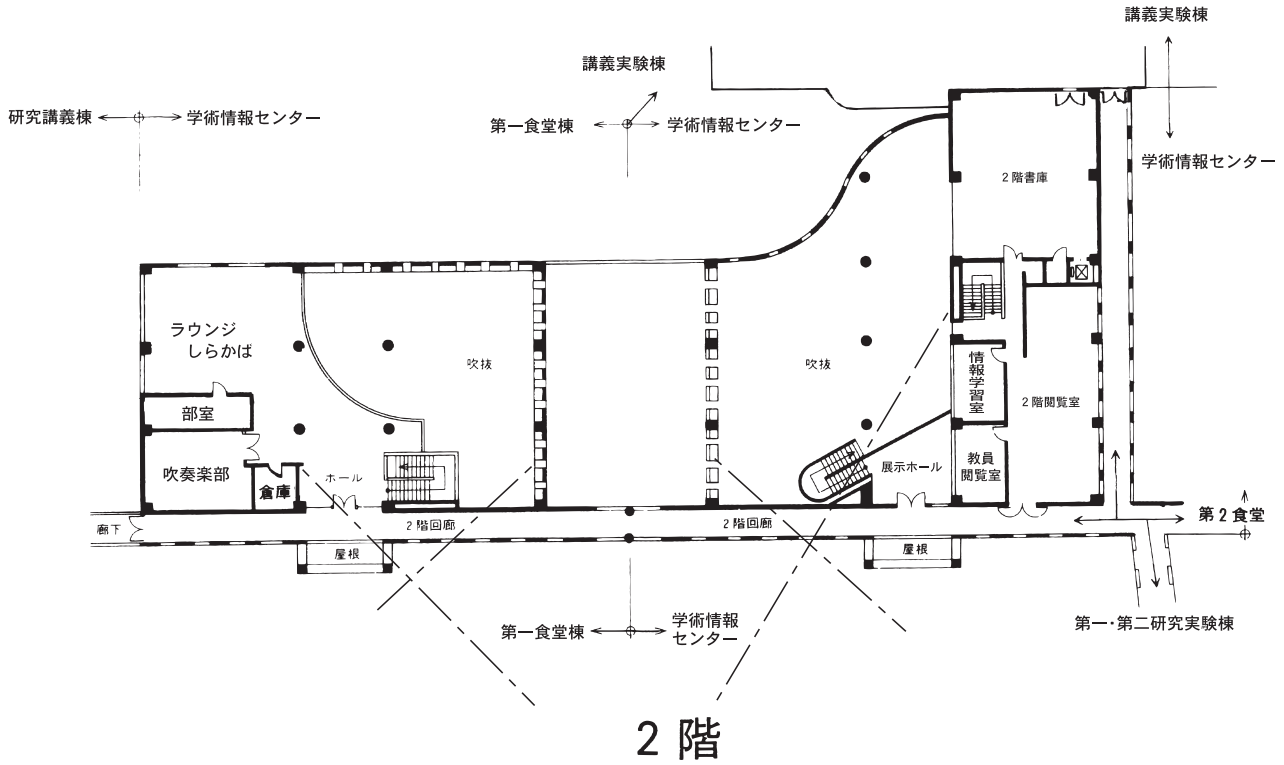 講義実験棟
講義実験棟
研究講義棟
学術情報センター
第一食堂棟
学術情報センター
学術情報センター
2階書庫
ラウンジ
しらかば
吹抜
吹抜
情報学習室
2階閲覧室
部室
吹奏楽部
倉庫
ホール
展示ホール
教員
閲覧室
廊下
2階回廊
2階回廊
第2食堂
屋根
屋根
第一食堂棟
学術情報
センター
第一・第二研究実験棟
2階